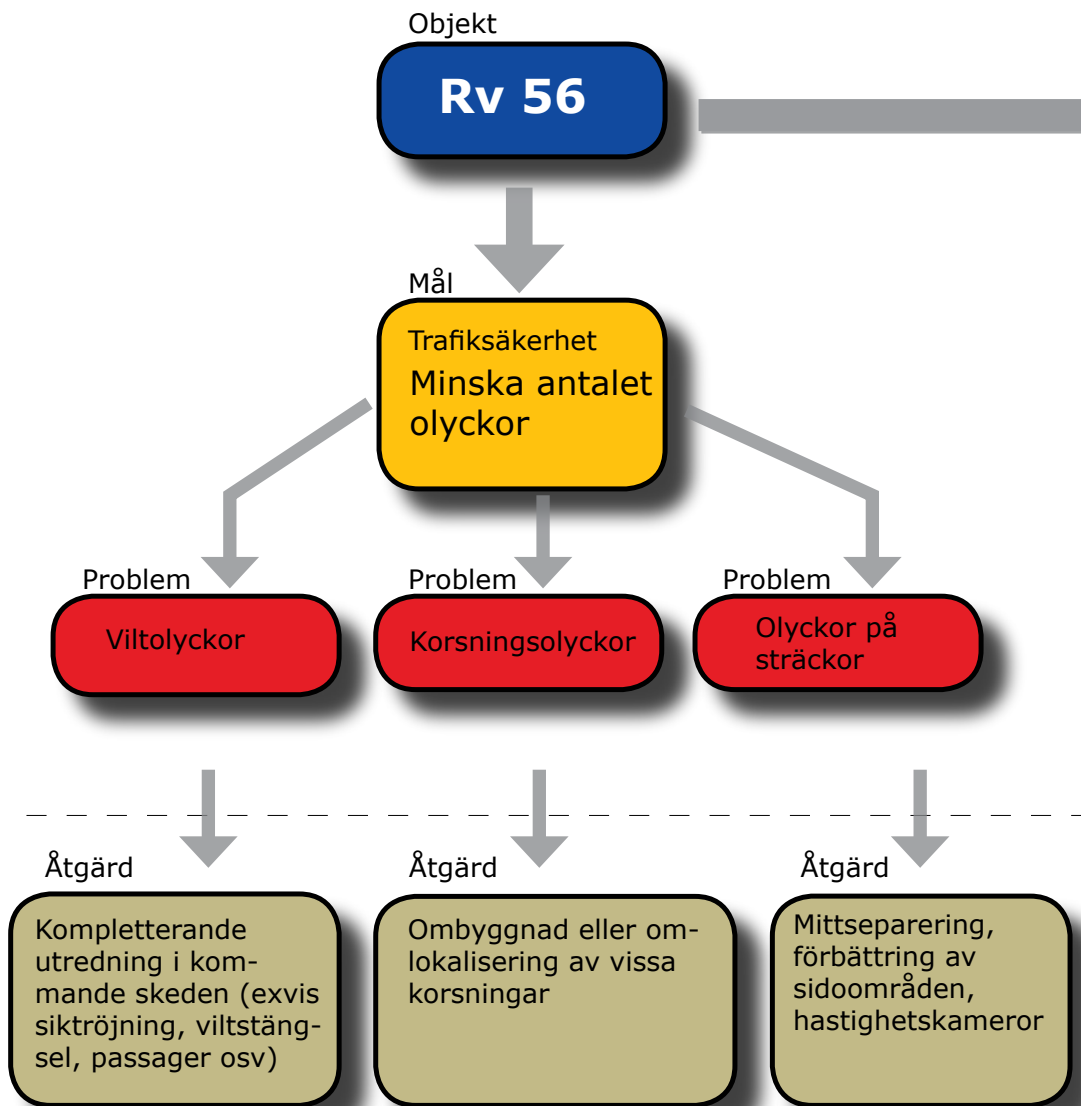 Objekt
Rv 56
Mål
Trafiksäkerhet
Minska antalet
olyckor
Problem
Viltolyckor
Problem
Korsningsolyckor
Problem
Olyckor på
sträckor
Åtgärd
Kompletterande
utredning i kom-
mande skeden (exvis
siktröjning, viltstäng-
sel, passager osv)
Åtgärd
Ombyggnad eller om-
lokalisering av vissa
korsningar
Åtgärd
Mittseparering,
förbättring av
sidoområden,
hastighetskameror